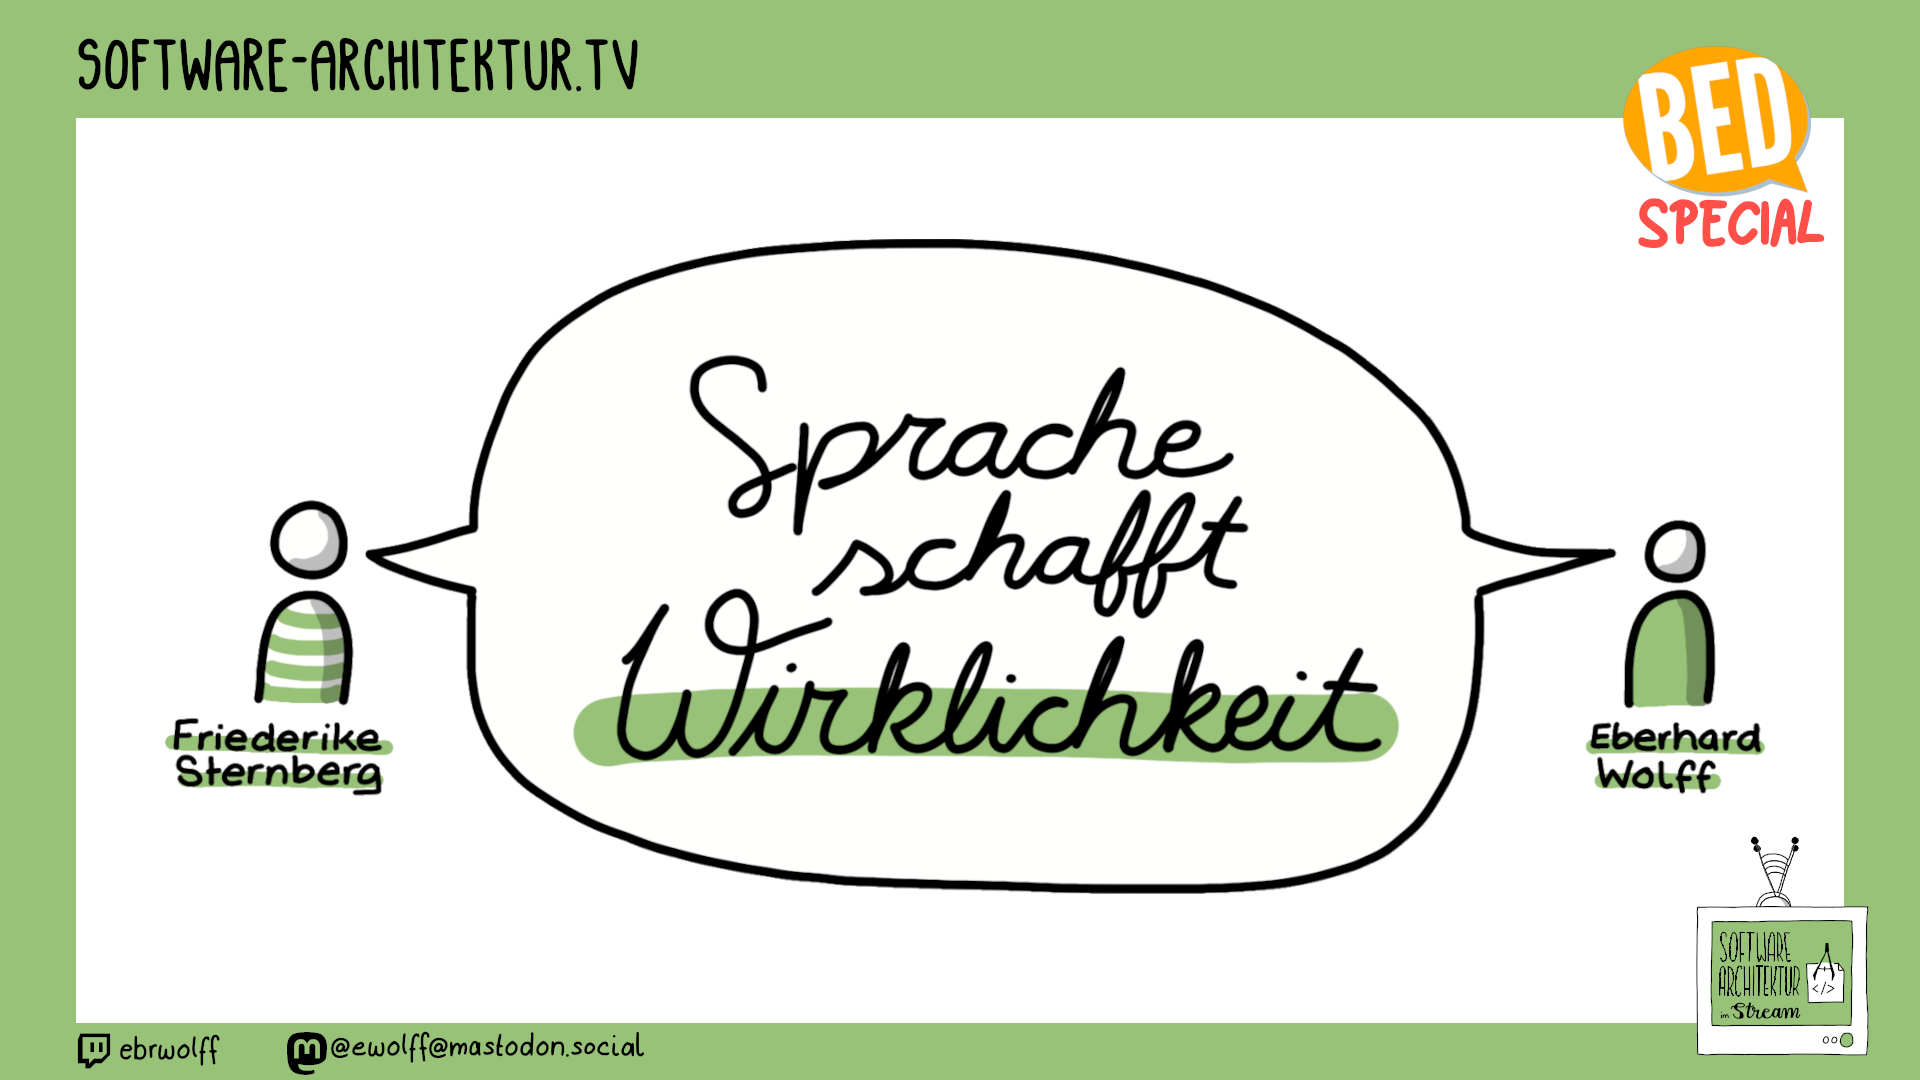 SOFTWARE-ARCHITEKTUR.TV
BED
SPECIAL
Sprache
schafft
Wirklichkeit
Friederike
Sternberg
Eberhard
Wolff
SOFTWARE
ARCHITEKTUR
</>
im Stream
ebrwolff
@ewolff@mastodon.social